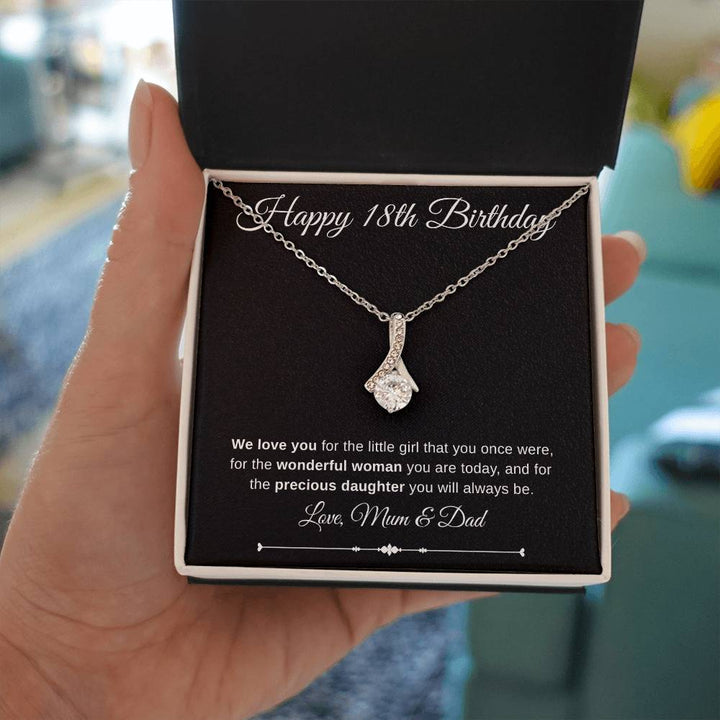 Happy 18th Birthday
We love you for the little girl that you once were,
for the wonderful woman you are today, and for
the precious daughter you will always be.
Love, Mum & Dad